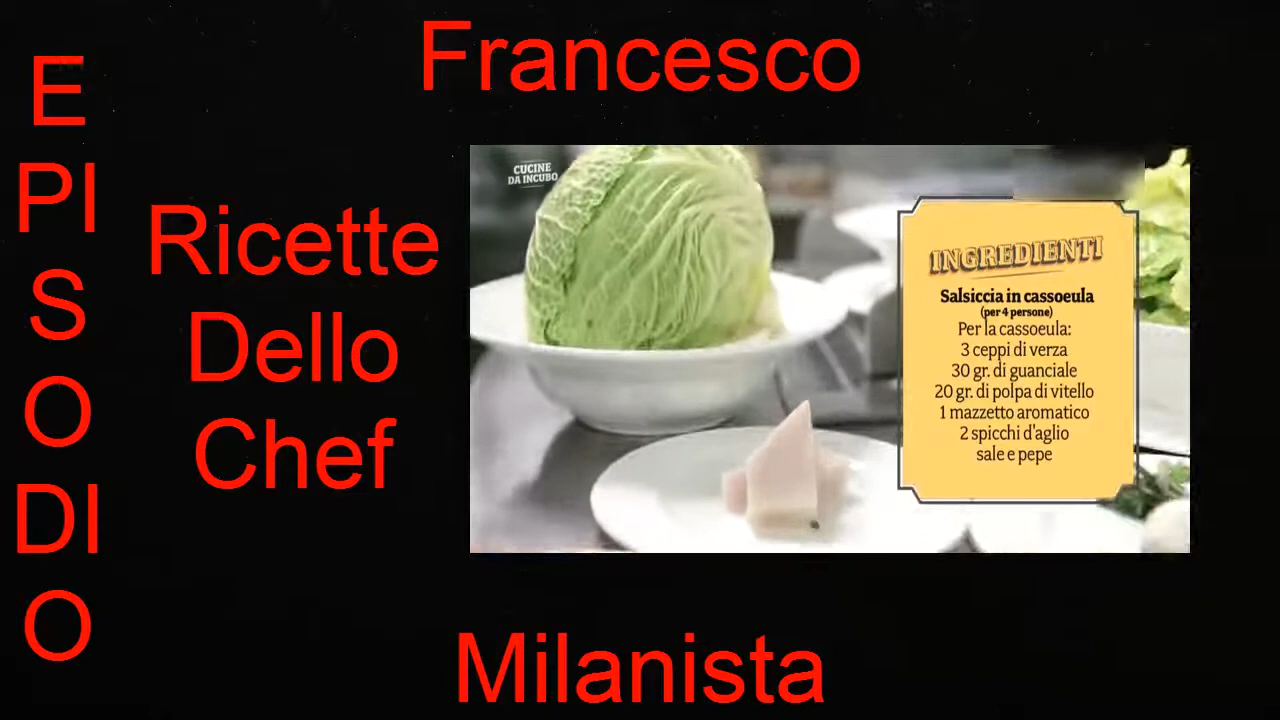 Francesco
E
PI
S
O
DI
O
Ricette
Dello
Chef
CUCINE
DA INCUBO
INGREDIENTI
Salsiccia in cassoeula
(per 4 persone)
Per la cassoeula:
3 ceppi di verza
30 gr. di guanciale
20 gr. di polpa di vitello
1 mazzetto aromatico
2 spicchi d'aglio
sale e pepe
Milanista